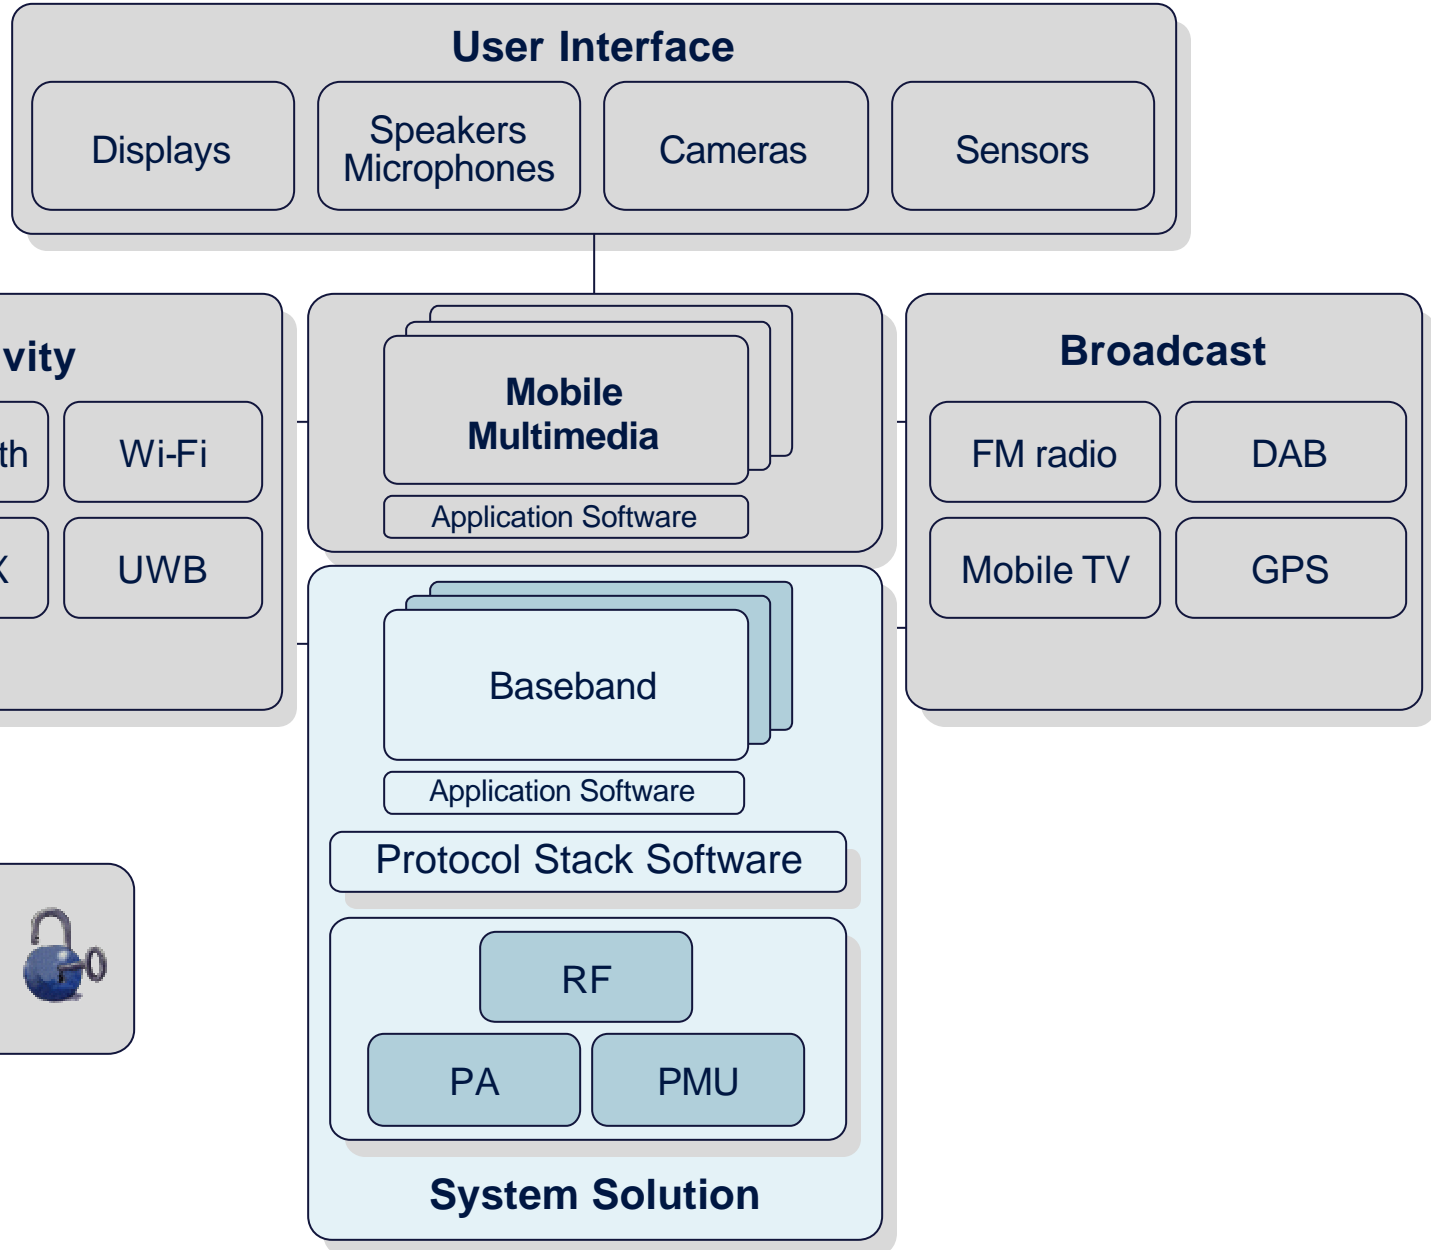 User Interface
Displays
Speakers
Microphones
Cameras
Sensors
vity
th
Wi-Fi
X
UWB
Mobile
Multimedia
Application Software
Broadcast
FM radio
DAB
Mobile TV
GPS
Baseband
Application Software
Protocol Stack Software
RF
PA
PMU
System Solution